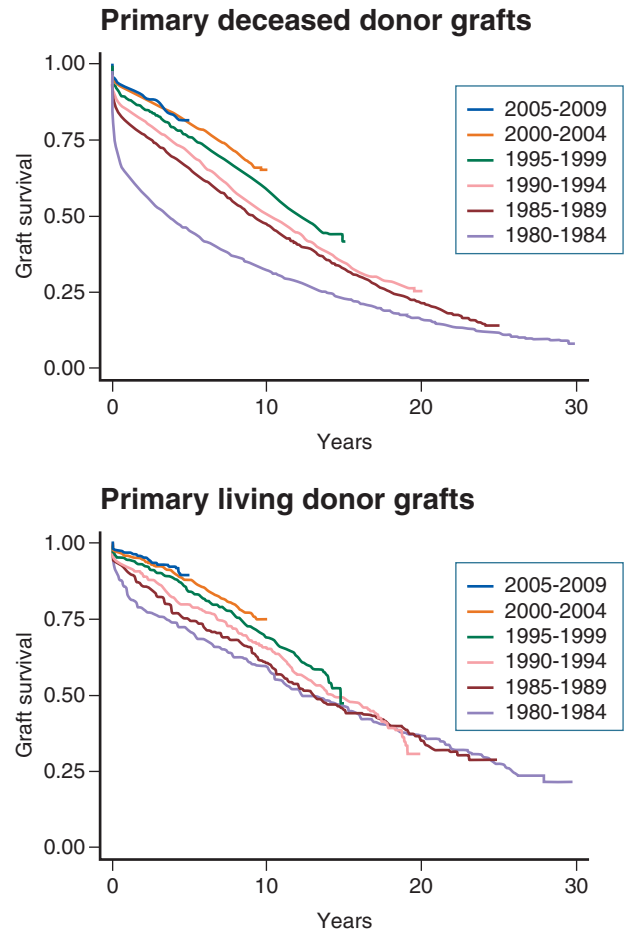 Primary deceased donor grafts
1.00
0.75
0.50
0.25
0.00
Graft survival
2005-2009
2000-2004
1995-1999
1990-1994
1985-1989
1980-1984
0 10 20 30
Years
Primary living donor grafts
1.00
0.75
0.50
0.25
0.00
Graft survival
2005-2009
2000-2004
1995-1999
1990-1994
1985-1989
1980-1984
0 10 20 30
Years